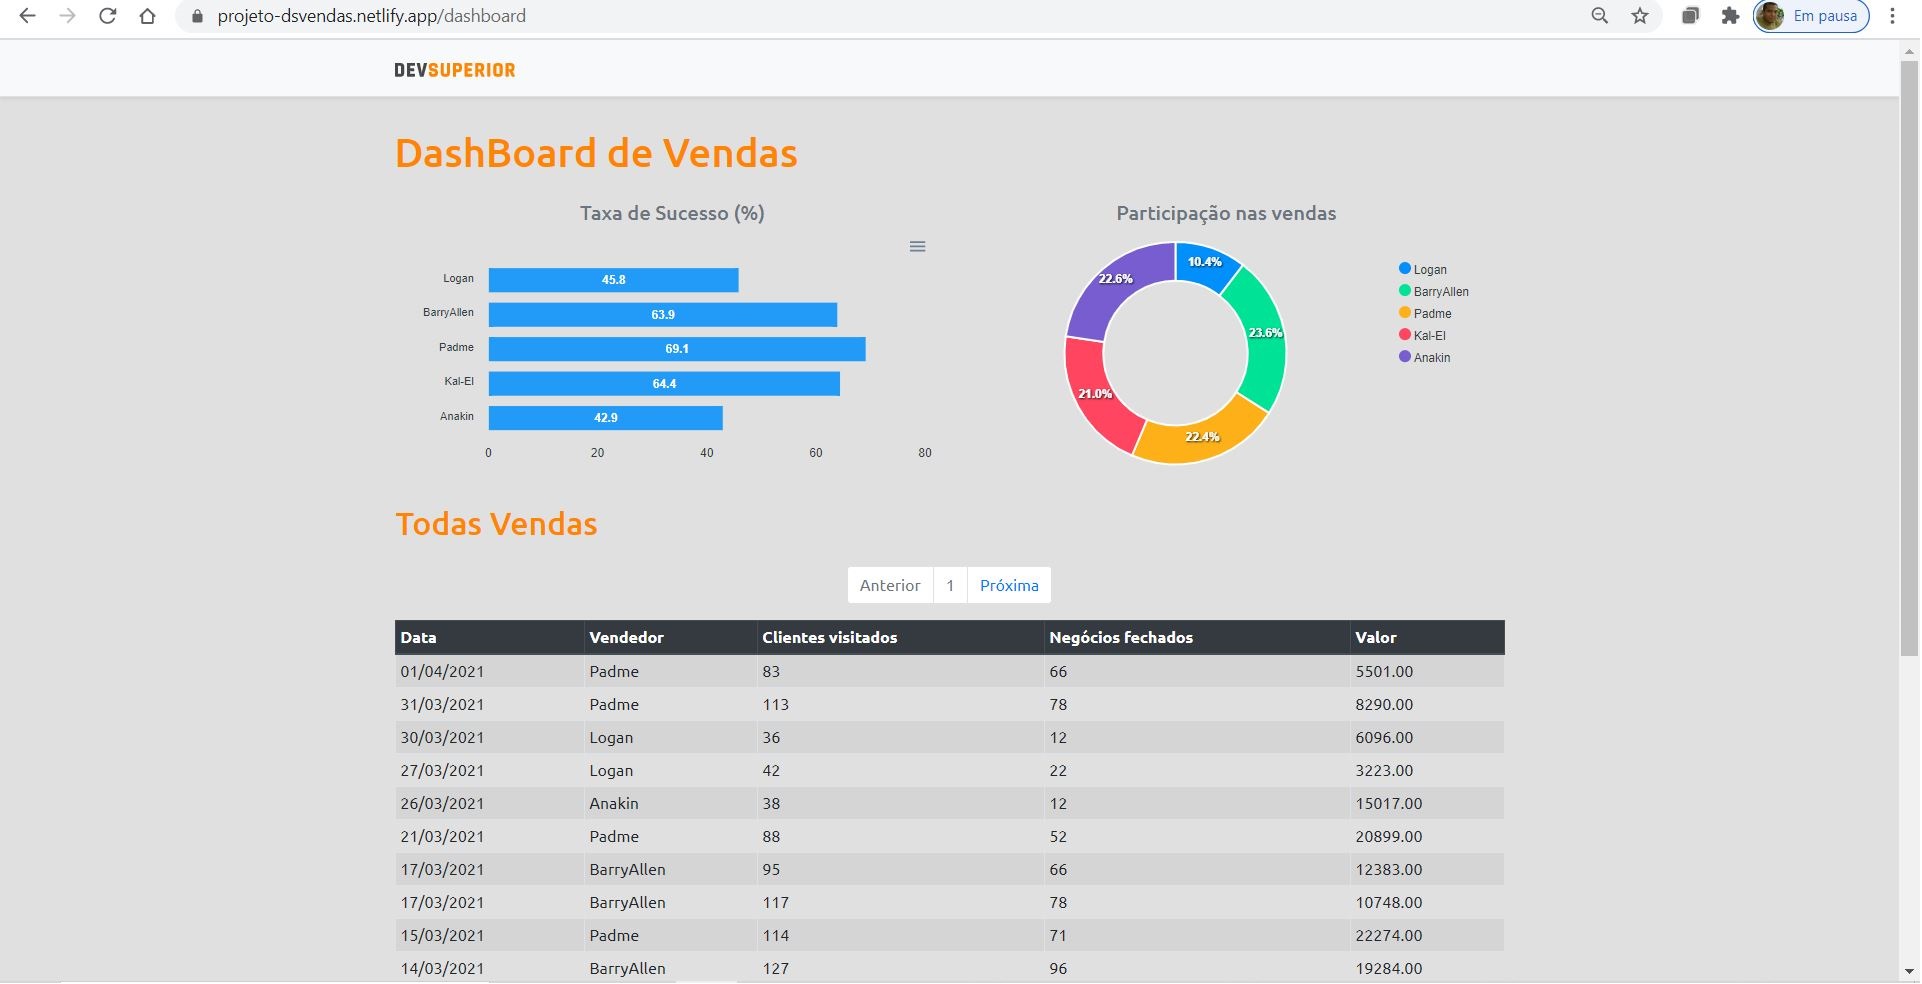 projeto-dsvendas.netlify.app/dashboard
Em pausa
DEVSUPERIOR
DashBoard de Vendas
Taxa de Sucesso (%)
Logan 45.8
BarryAllen 63.9
Padme 69.1
Kal-El 64.4
Anakin 42.9
0 20 40 60 80
Participação nas vendas
10.4%
23.6%
22.4%
21.0%
22.6%
Logan
BarryAllen
Padme
Kal-El
Anakin
Todas Vendas
Anterior 1 Próxima
Data Vendedor Clientes visitados Negócios fechados Valor
01/04/2021 Padme 83 66 5501.00
31/03/2021 Padme 113 78 8290.00
30/03/2021 Logan 36 12 6096.00
27/03/2021 Logan 42 22 3223.00
26/03/2021 Anakin 38 12 15017.00
21/03/2021 Padme 88 52 20899.00
17/03/2021 BarryAllen 95 66 12383.00
17/03/2021 BarryAllen 117 78 10748.00
15/03/2021 Padme 114 71 22274.00
14/03/2021 BarryAllen 127 96 19284.00